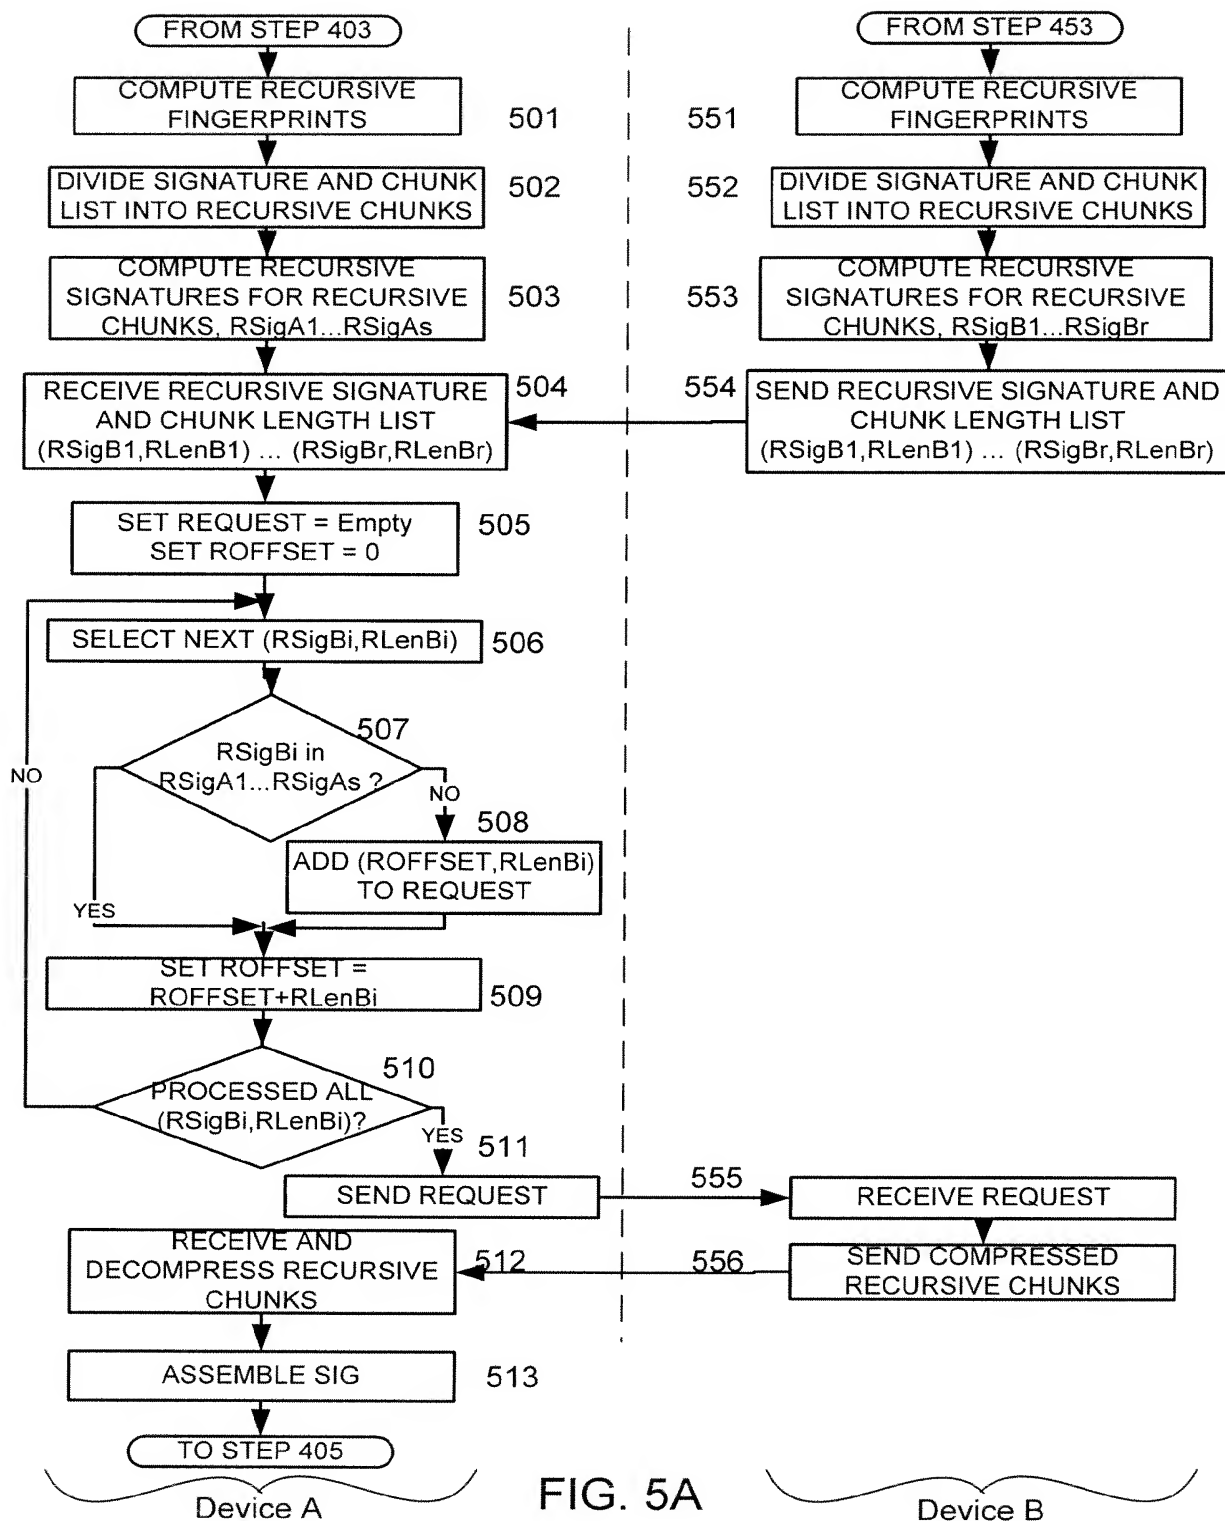 FROM STEP 403
COMPUTE RECURSIVE
FINGERPRINTS
501
DIVIDE SIGNATURE AND CHUNK
LIST INTO RECURSIVE CHUNKS
502
COMPUTE RECURSIVE
SIGNATURES FOR RECURSIVE
CHUNKS, RSigA1...RSigAs
503
RECEIVE RECURSIVE SIGNATURE
AND CHUNK LENGTH LIST
(RSigB1,RLenB1) ... (RSigBr,RLenBr)
504
SET REQUEST = Empty
SET ROFFSET = 0
505
SELECT NEXT (RSigBi,RLenBi)
506
507
RSigBi in
RSigA1...RSigAs ?
NO
NO
YES
508
ADD (ROFFSET,RLenBi)
TO REQUEST
SET ROFFSET =
ROFFSET+RLenBi
509
510
PROCESSED ALL
(RSigBi,RLenBi)?
YES
511
SEND REQUEST
RECEIVE AND
DECOMPRESS RECURSIVE
CHUNKS
512
ASSEMBLE SIG
513
TO STEP 405
Device A
FROM STEP 453
COMPUTE RECURSIVE
FINGERPRINTS
551
DIVIDE SIGNATURE AND CHUNK
LIST INTO RECURSIVE CHUNKS
552
COMPUTE RECURSIVE
SIGNATURES FOR RECURSIVE
CHUNKS, RSigB1...RSigBr
553
SEND RECURSIVE SIGNATURE AND
CHUNK LENGTH LIST
(RSigB1,RLenB1) ... (RSigBr,RLenBr)
554
555
RECEIVE REQUEST
556
SEND COMPRESSED
RECURSIVE CHUNKS
Device B
FIG. 5A